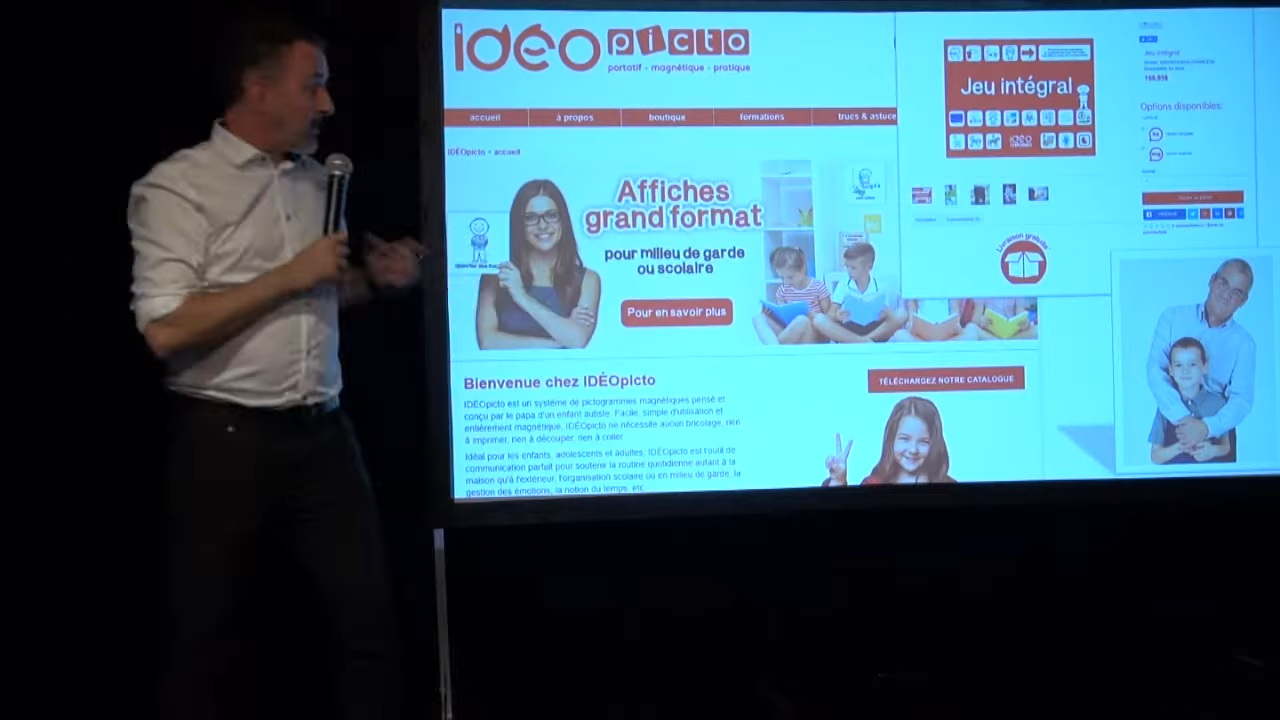 idéo picto
portatif - magnétique - pratique
accueil
à propos
boutique
formations
trucs & astuce
IDÉOpicto • accueil
Affiches
grand format
pour milieu de garde
ou scolaire
Pour en savoir plus
Bienvenue chez IDÉOpicto
IDÉOpicto est un système de pictogrammes magnétiques pensé et
conçu par le papa d'un enfant autiste. Facile, simple d'utilisation et
entièrement magnétique, IDÉOpicto ne nécessite aucun bricolage, rien
à imprimer, rien à découper, rien à coller.
Idéal pour les enfants, adolescents et adultes, IDÉOpicto est l'outil de
communication parfait pour soutenir la routine quotidienne autant à la
maison qu'à l'extérieur, l'organisation scolaire ou en milieu de garde, la
gestion des émotions, la notion du temps, etc
TÉLÉCHARGEZ NOTRE CATALOGUE
Jeu intégral
Jeu intégral
Options disponibles:
Livraison gratuite